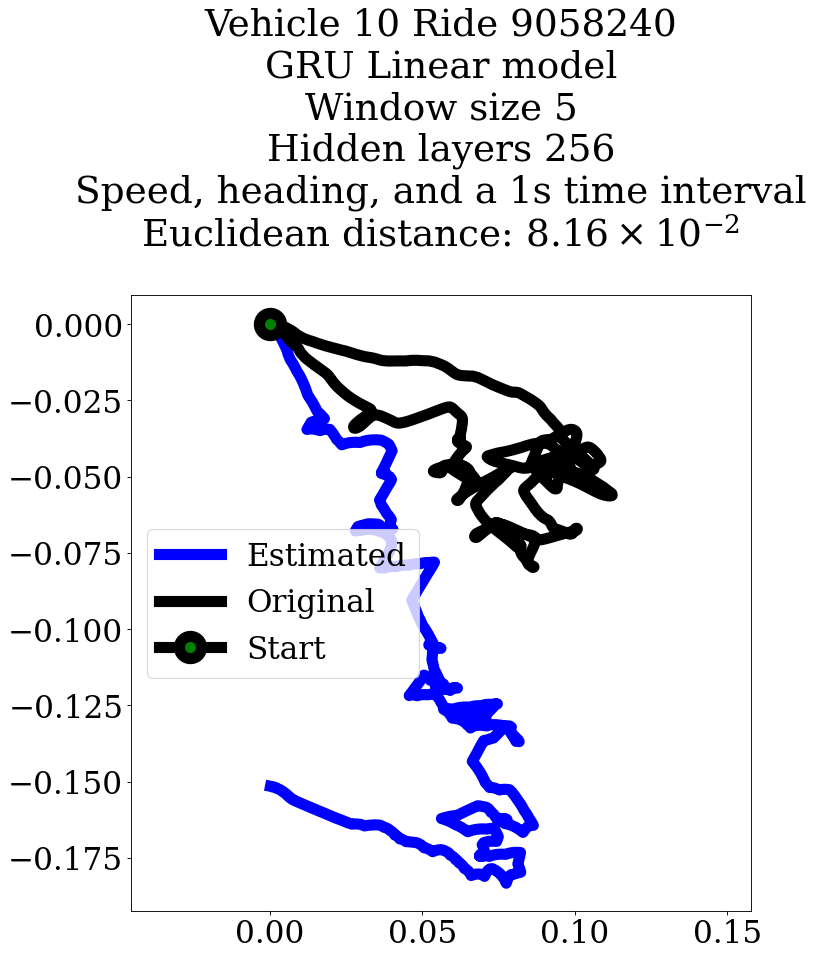 Vehicle 10 Ride 9058240
GRU Linear model
Window size 5
Hidden layers 256
Speed, heading, and a 1s time interval
Euclidean distance: 8.16 × 10⁻²
0.000
−0.025
−0.050
−0.075
−0.100
−0.125
−0.150
−0.175
Estimated
Original
Start
0.00 0.05 0.10 0.15